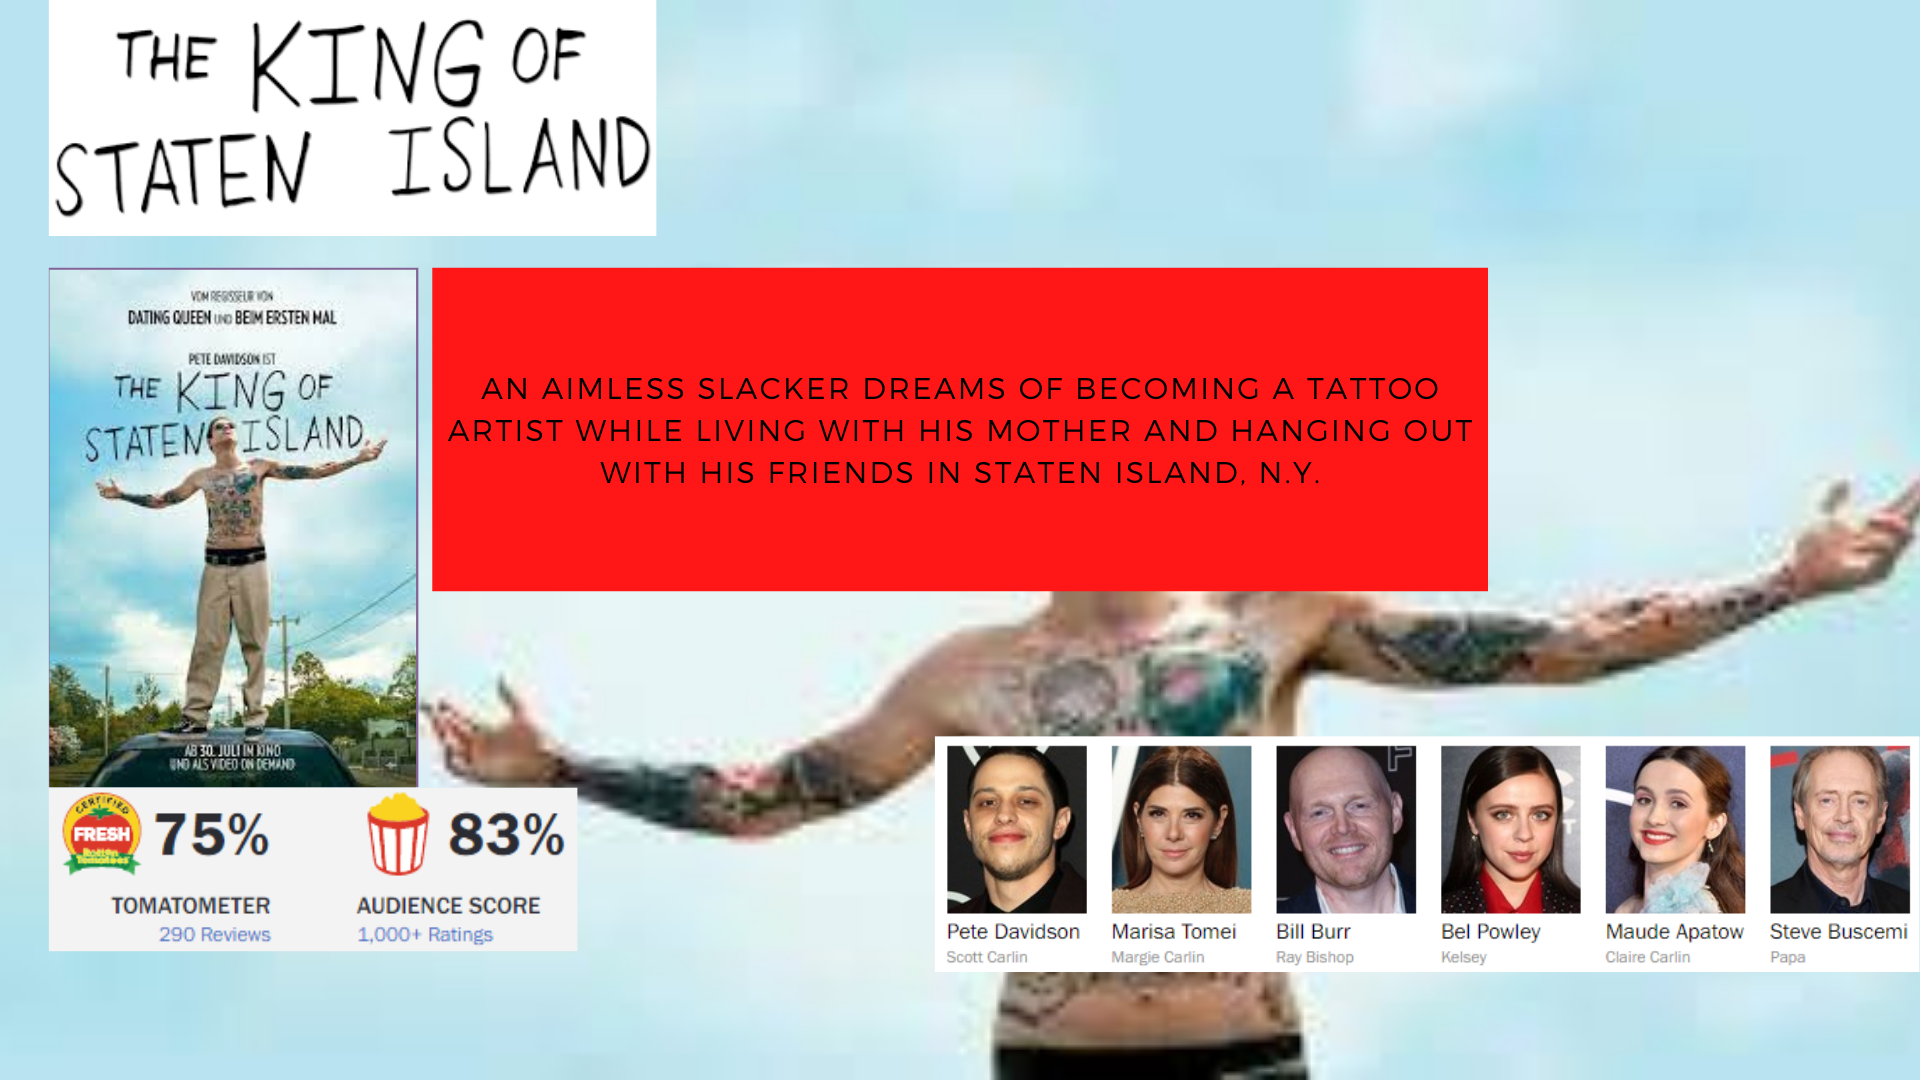 THE KING OF
STATEN ISLAND
VOM REGISSEUR VON
DATING QUEEN UND BEIM ERSTEN MAL
PETE DAVIDSON IST
THE KING OF
STATEN ISLAND
AB 30. JULI IM KINO
UND ALS VIDEO ON DEMAND
AN AIMLESS SLACKER DREAMS OF BECOMING A TATTOO
ARTIST WHILE LIVING WITH HIS MOTHER AND HANGING OUT
WITH HIS FRIENDS IN STATEN ISLAND, N.Y.
CERTIFIED
FRESH
Rotten
Tomatoes
75%
TOMATOMETER
290 Reviews
83%
AUDIENCE SCORE
1,000+ Ratings
Pete Davidson
Scott Carlin
Marisa Tomei
Margie Carlin
Bill Burr
Ray Bishop
Bel Powley
Kelsey
Maude Apatow
Claire Carlin
Steve Buscemi
Papa